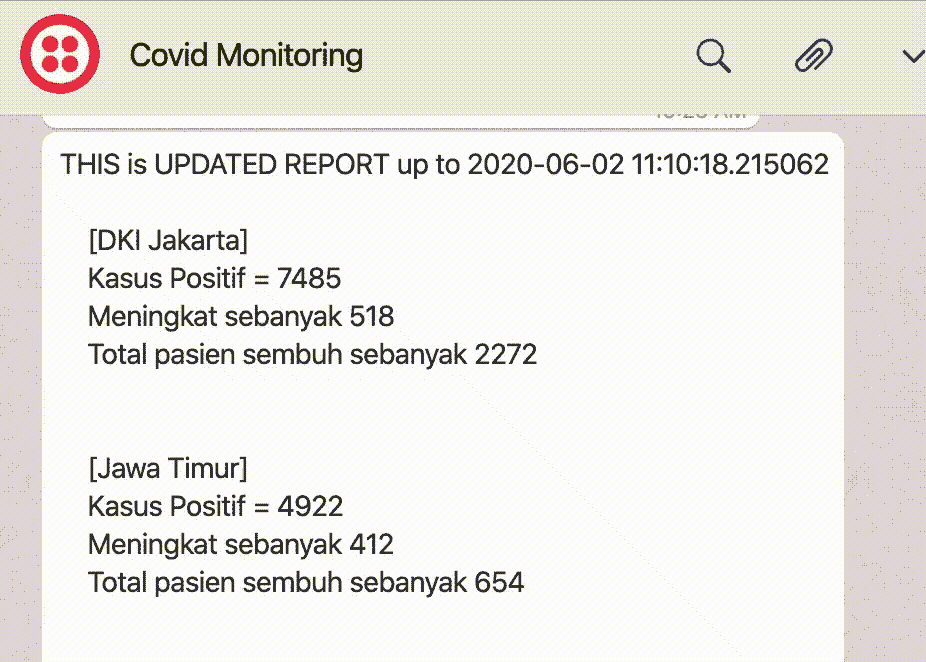 Covid Monitoring
THIS is UPDATED REPORT up to 2020-06-02 11:10:18.215062
[DKI Jakarta]
Kasus Positif = 7485
Meningkat sebanyak 518
Total pasien sembuh sebanyak 2272
[Jawa Timur]
Kasus Positif = 4922
Meningkat sebanyak 412
Total pasien sembuh sebanyak 654